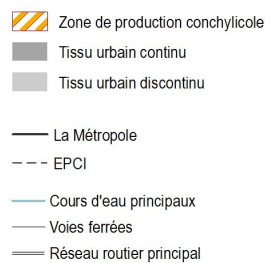 Zone de production conchylicole
Tissu urbain continu
Tissu urbain discontinu
La Métropole
EPCI
Cours d'eau principaux
Voies ferrées
Réseau routier principal